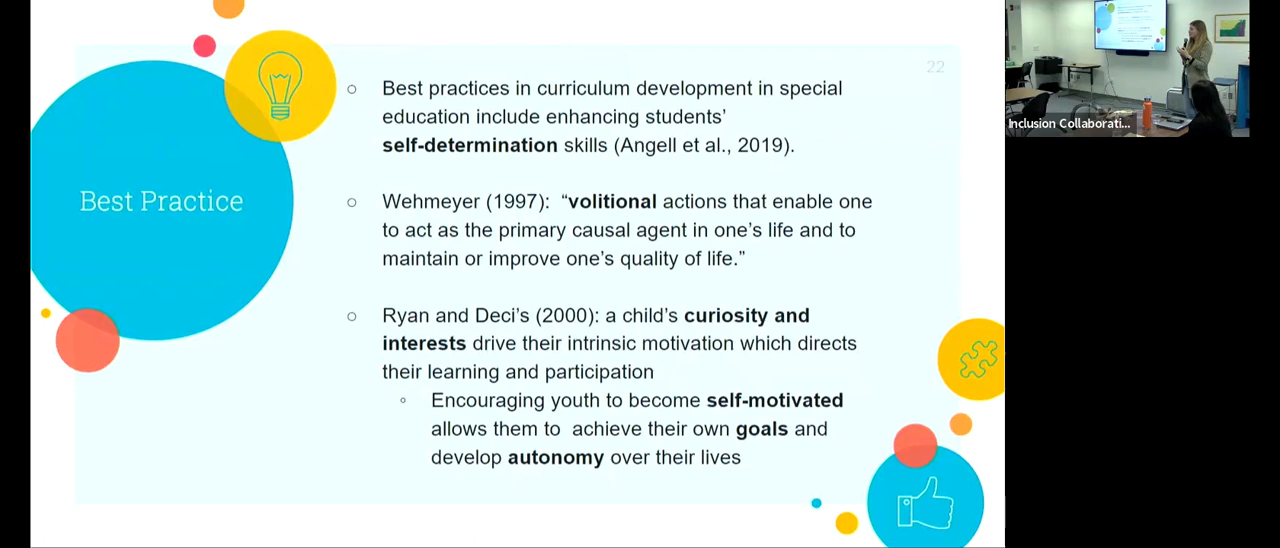 22
Best Practice
Best practices in curriculum development in special
education include enhancing students’
self-determination skills (Angell et al., 2019).
Wehmeyer (1997):  “volitional actions that enable one
to act as the primary causal agent in one’s life and to
maintain or improve one’s quality of life.”
Ryan and Deci’s (2000): a child’s curiosity and
interests drive their intrinsic motivation which directs
their learning and participation
Encouraging youth to become self-motivated
allows them to  achieve their own goals and
develop autonomy over their lives
Inclusion Collaborati...